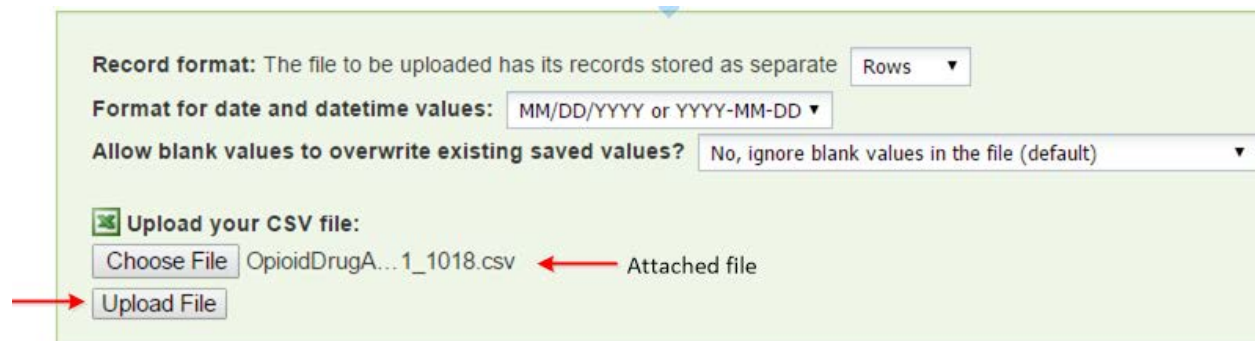 Record format: The file to be uploaded has its records stored as separate Rows
Format for date and datetime values: MM/DD/YYYY or YYYY-MM-DD
Allow blank values to overwrite existing saved values? No, ignore blank values in the file (default)
Upload your CSV file:
Choose File OpioidDrugA...1_1018.csv Attached file
Upload File